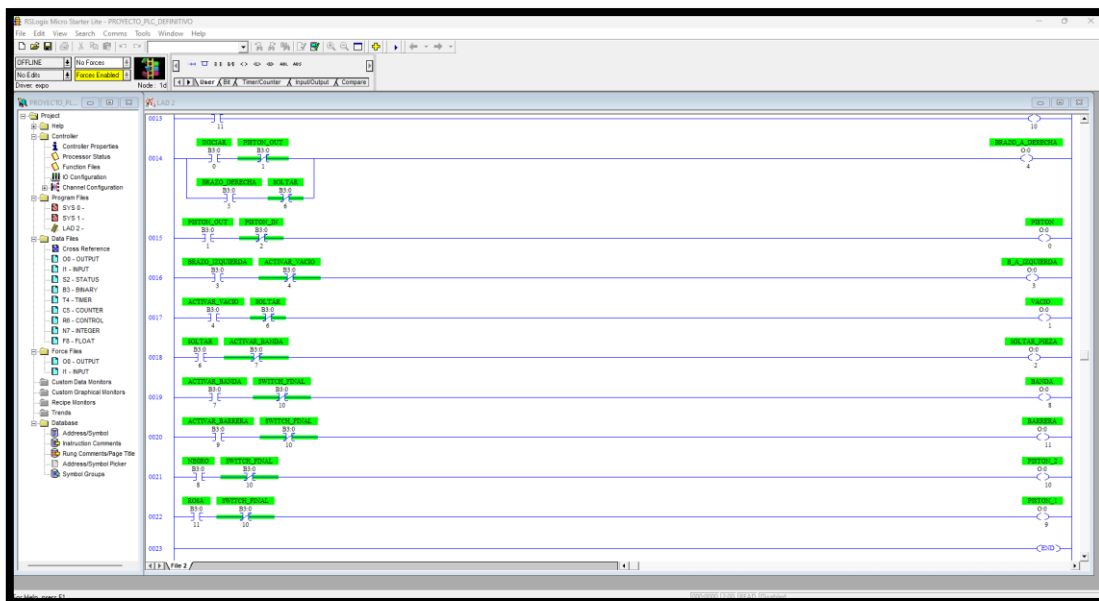 RSLogix Micro Starter Lite - PROYECTO_PLC_DEFINITIVO
File Edit View Search Comms Tools Window Help
OFFLINE No Forces
No Edits Forces Enabled
Driver: expo Node: 1d
User Bit Timer/Counter Input/Output Compare
PROYECTO_PL...
LAD 2
Project
Help
Controller
Controller Properties
Processor Status
Function Files
IO Configuration
Channel Configuration
Program Files
SYS 0 -
SYS 1 -
LAD 2 -
Data Files
Cross Reference
O0 - OUTPUT
I1 - INPUT
S2 - STATUS
B3 - BINARY
T4 - TIMER
C5 - COUNTER
R6 - CONTROL
N7 - INTEGER
F8 - FLOAT
Force Files
O0 - OUTPUT
I1 - INPUT
Custom Data Monitors
Custom Graphical Monitors
Recipe Monitors
Trends
Database
Address/Symbol
Instruction Comments
Rung Comments/Page Title
Address/Symbol Picker
Symbol Groups
0013
11 10
INICIAR PISTON_OUT BRAZO_A_DERECHA
B3:0 B3:0 O:0
0014
0 1 4
BRAZO_DERECHA SOLTAR
B3:0 B3:0
5 6
PISTON_OUT PISTON_IN PISTON
B3:0 B3:0 O:0
0015
1 2 0
BRAZO_IZQUIERDA ACTIVAR_VACIO B_A_IZQUIERDA
B3:0 B3:0 O:0
0016
3 4 3
ACTIVAR_VACIO SOLTAR VACIO
B3:0 B3:0 O:0
0017
4 6 1
SOLTAR ACTIVAR_BANDA SOLTAR_PIEZA
B3:0 B3:0 O:0
0018
6 7 2
ACTIVAR_BANDA SWITCH_FINAL BANDA
B3:0 B3:0 O:0
0019
7 10 8
ACTIVAR_BARRERA SWITCH_FINAL BARRERA
B3:0 B3:0 O:0
0020
9 10 11
NEGRO SWITCH_FINAL PISTON_2
B3:0 B3:0 O:0
0021
8 10 10
ROSA SWITCH_FINAL PISTON_1
B3:0 B3:0 O:0
0022
11 10 9
0023 END
File 2
For Help, press F1